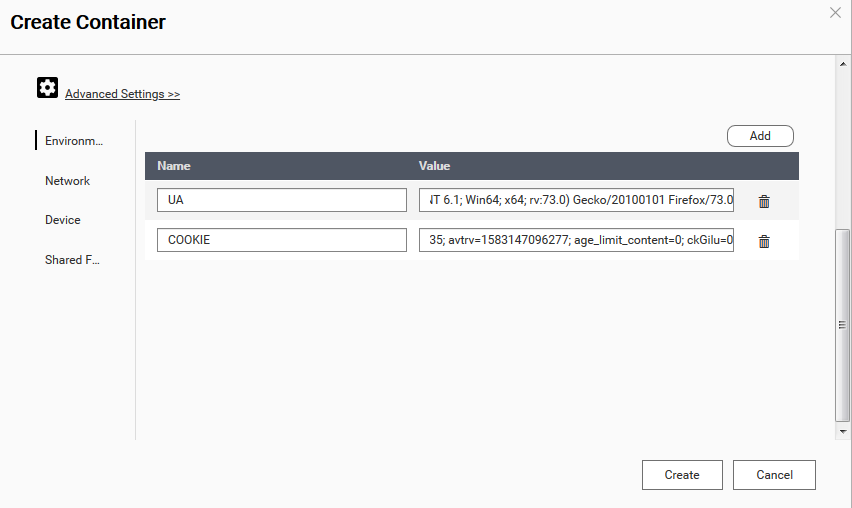 Create Container
Advanced Settings >>
Environm...
Network
Device
Shared F...
Add
Name Value
UA NT 6.1; Win64; x64; rv:73.0) Gecko/20100101 Firefox/73.0
COOKIE 35; avtrv=1583147096277; age_limit_content=0; ckGilu=0
Create Cancel